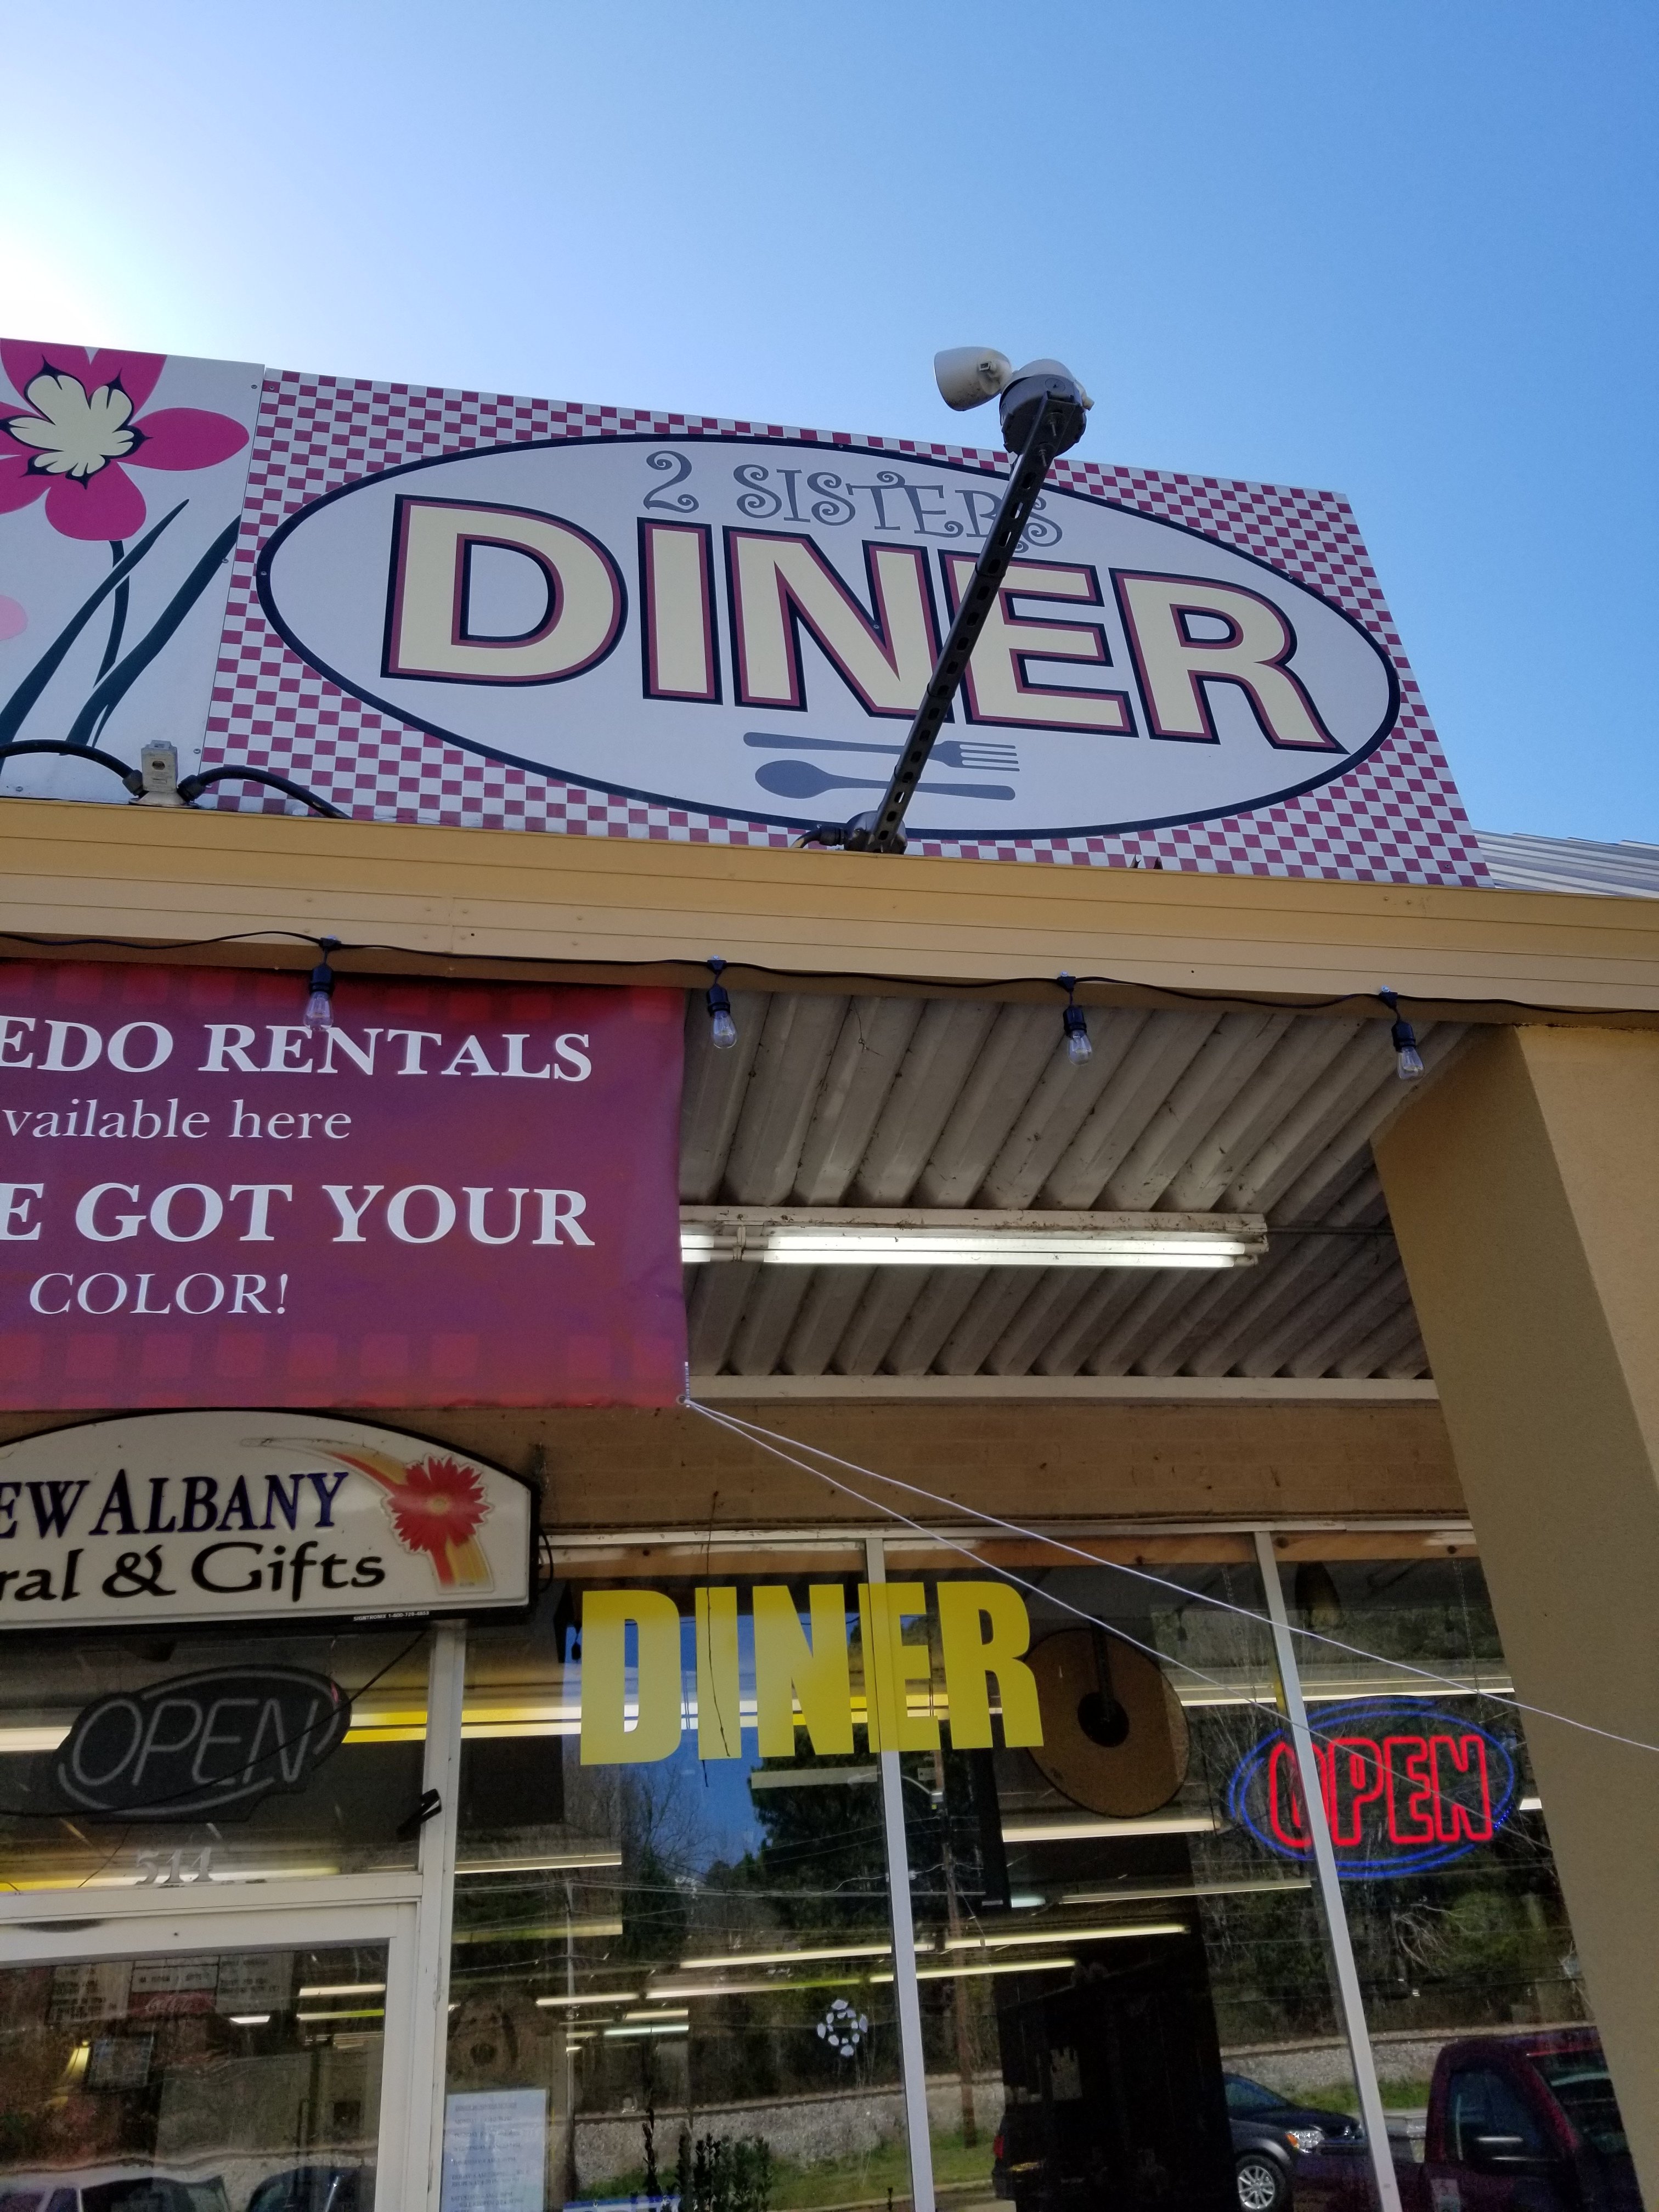 2 SISTERS
DINER
EDO RENTALS
vailable here
E GOT YOUR
COLOR!
EW ALBANY
ral & Gifts
DINER
OPEN
OPEN
514